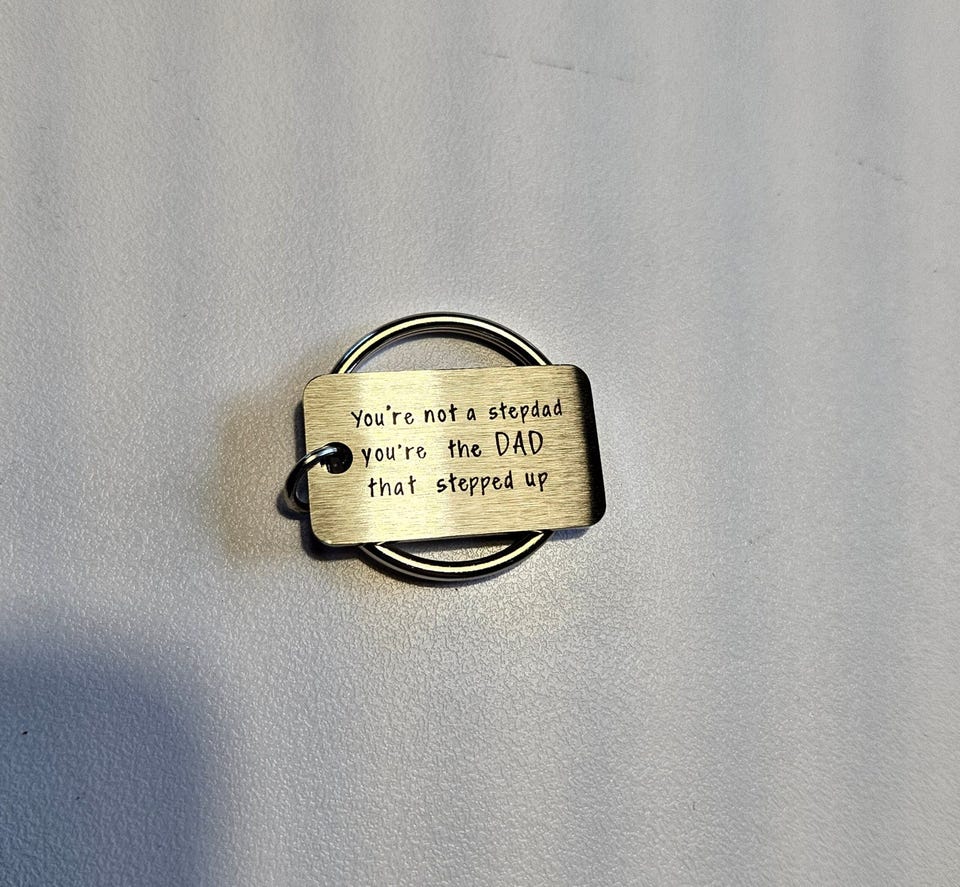 You're not a stepdad
you're the DAD
that stepped up